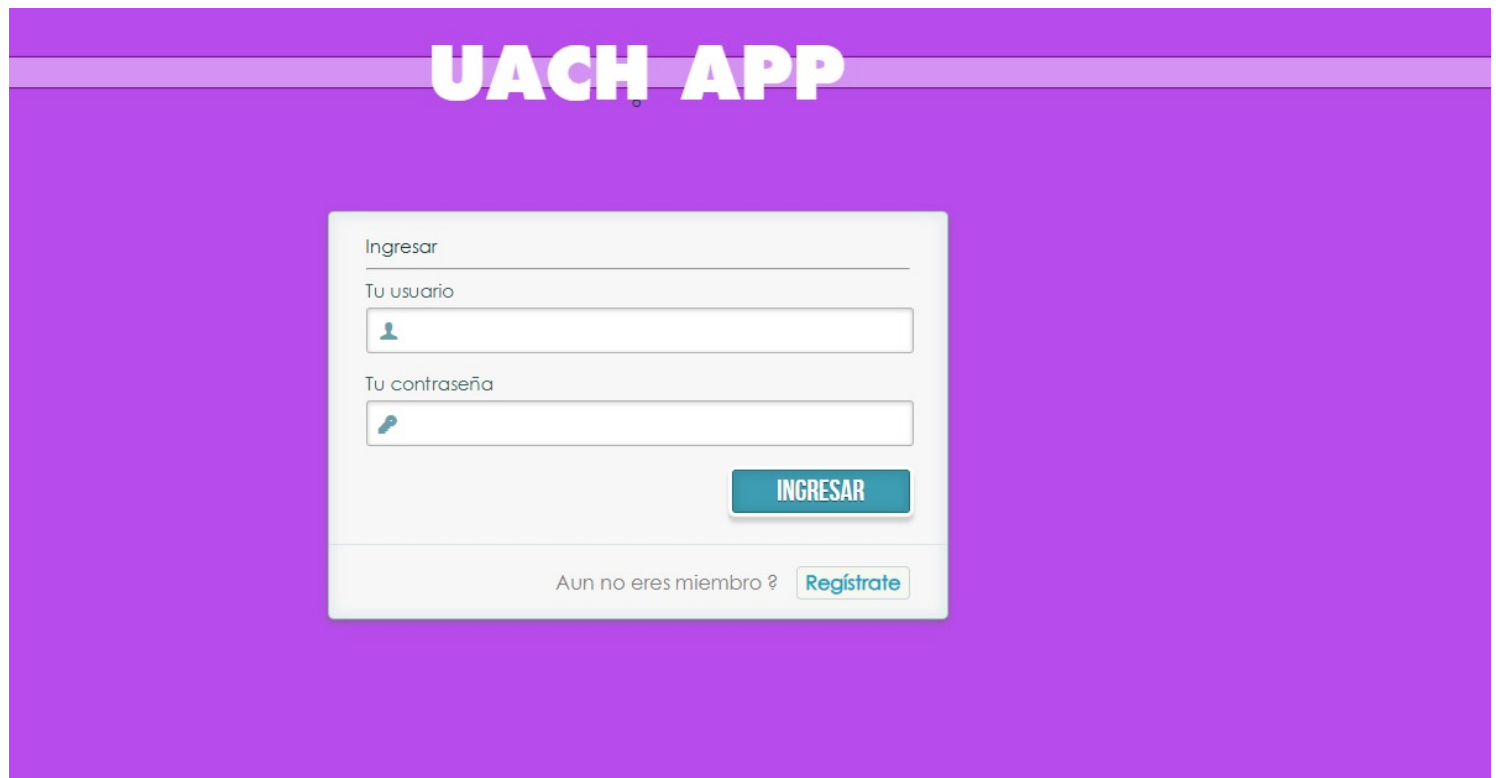 UACH APP
Ingresar
Tu usuario
Tu contraseña
INGRESAR
Aun no eres miembro ? Regístrate